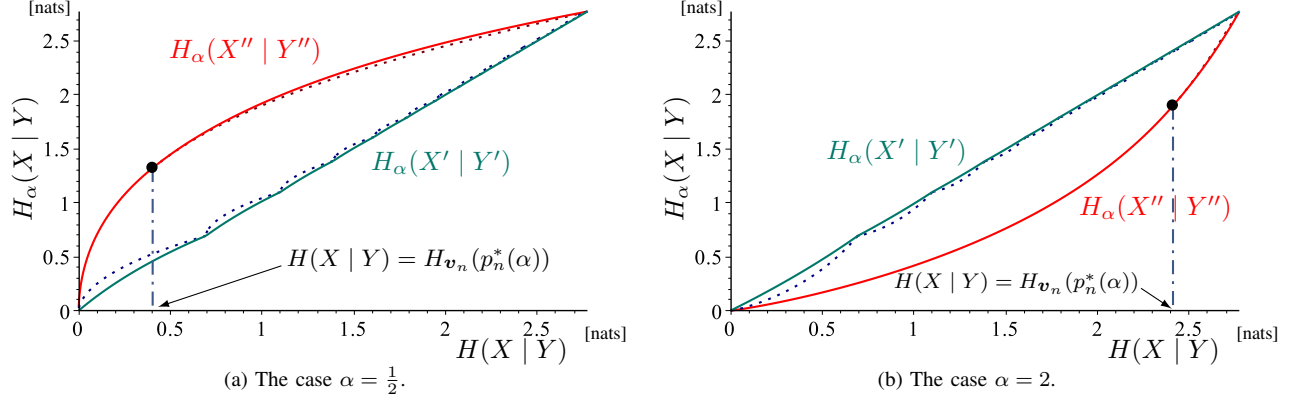 [nats]
2.5
2
1.5
1
0.5
0
H_α(X | Y)
H_α(X″ | Y″)
H_α(X′ | Y′)
H(X | Y) = H_{𝒗_n}(p_n^*(α))
0 0.5 1 1.5 2 2.5 [nats]
H(X | Y)
(a) The case α = 1/2.
[nats]
2.5
2
1.5
1
0.5
0
H_α(X | Y)
H_α(X′ | Y′)
H_α(X″ | Y″)
H(X | Y) = H_{𝒗_n}(p_n^*(α))
0 0.5 1 1.5 2 2.5 [nats]
H(X | Y)
(b) The case α = 2.